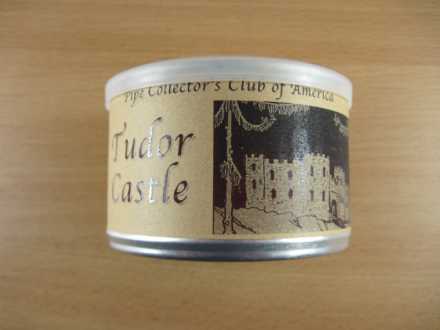 Pipe Collector's Club of America
Tudor
Castle